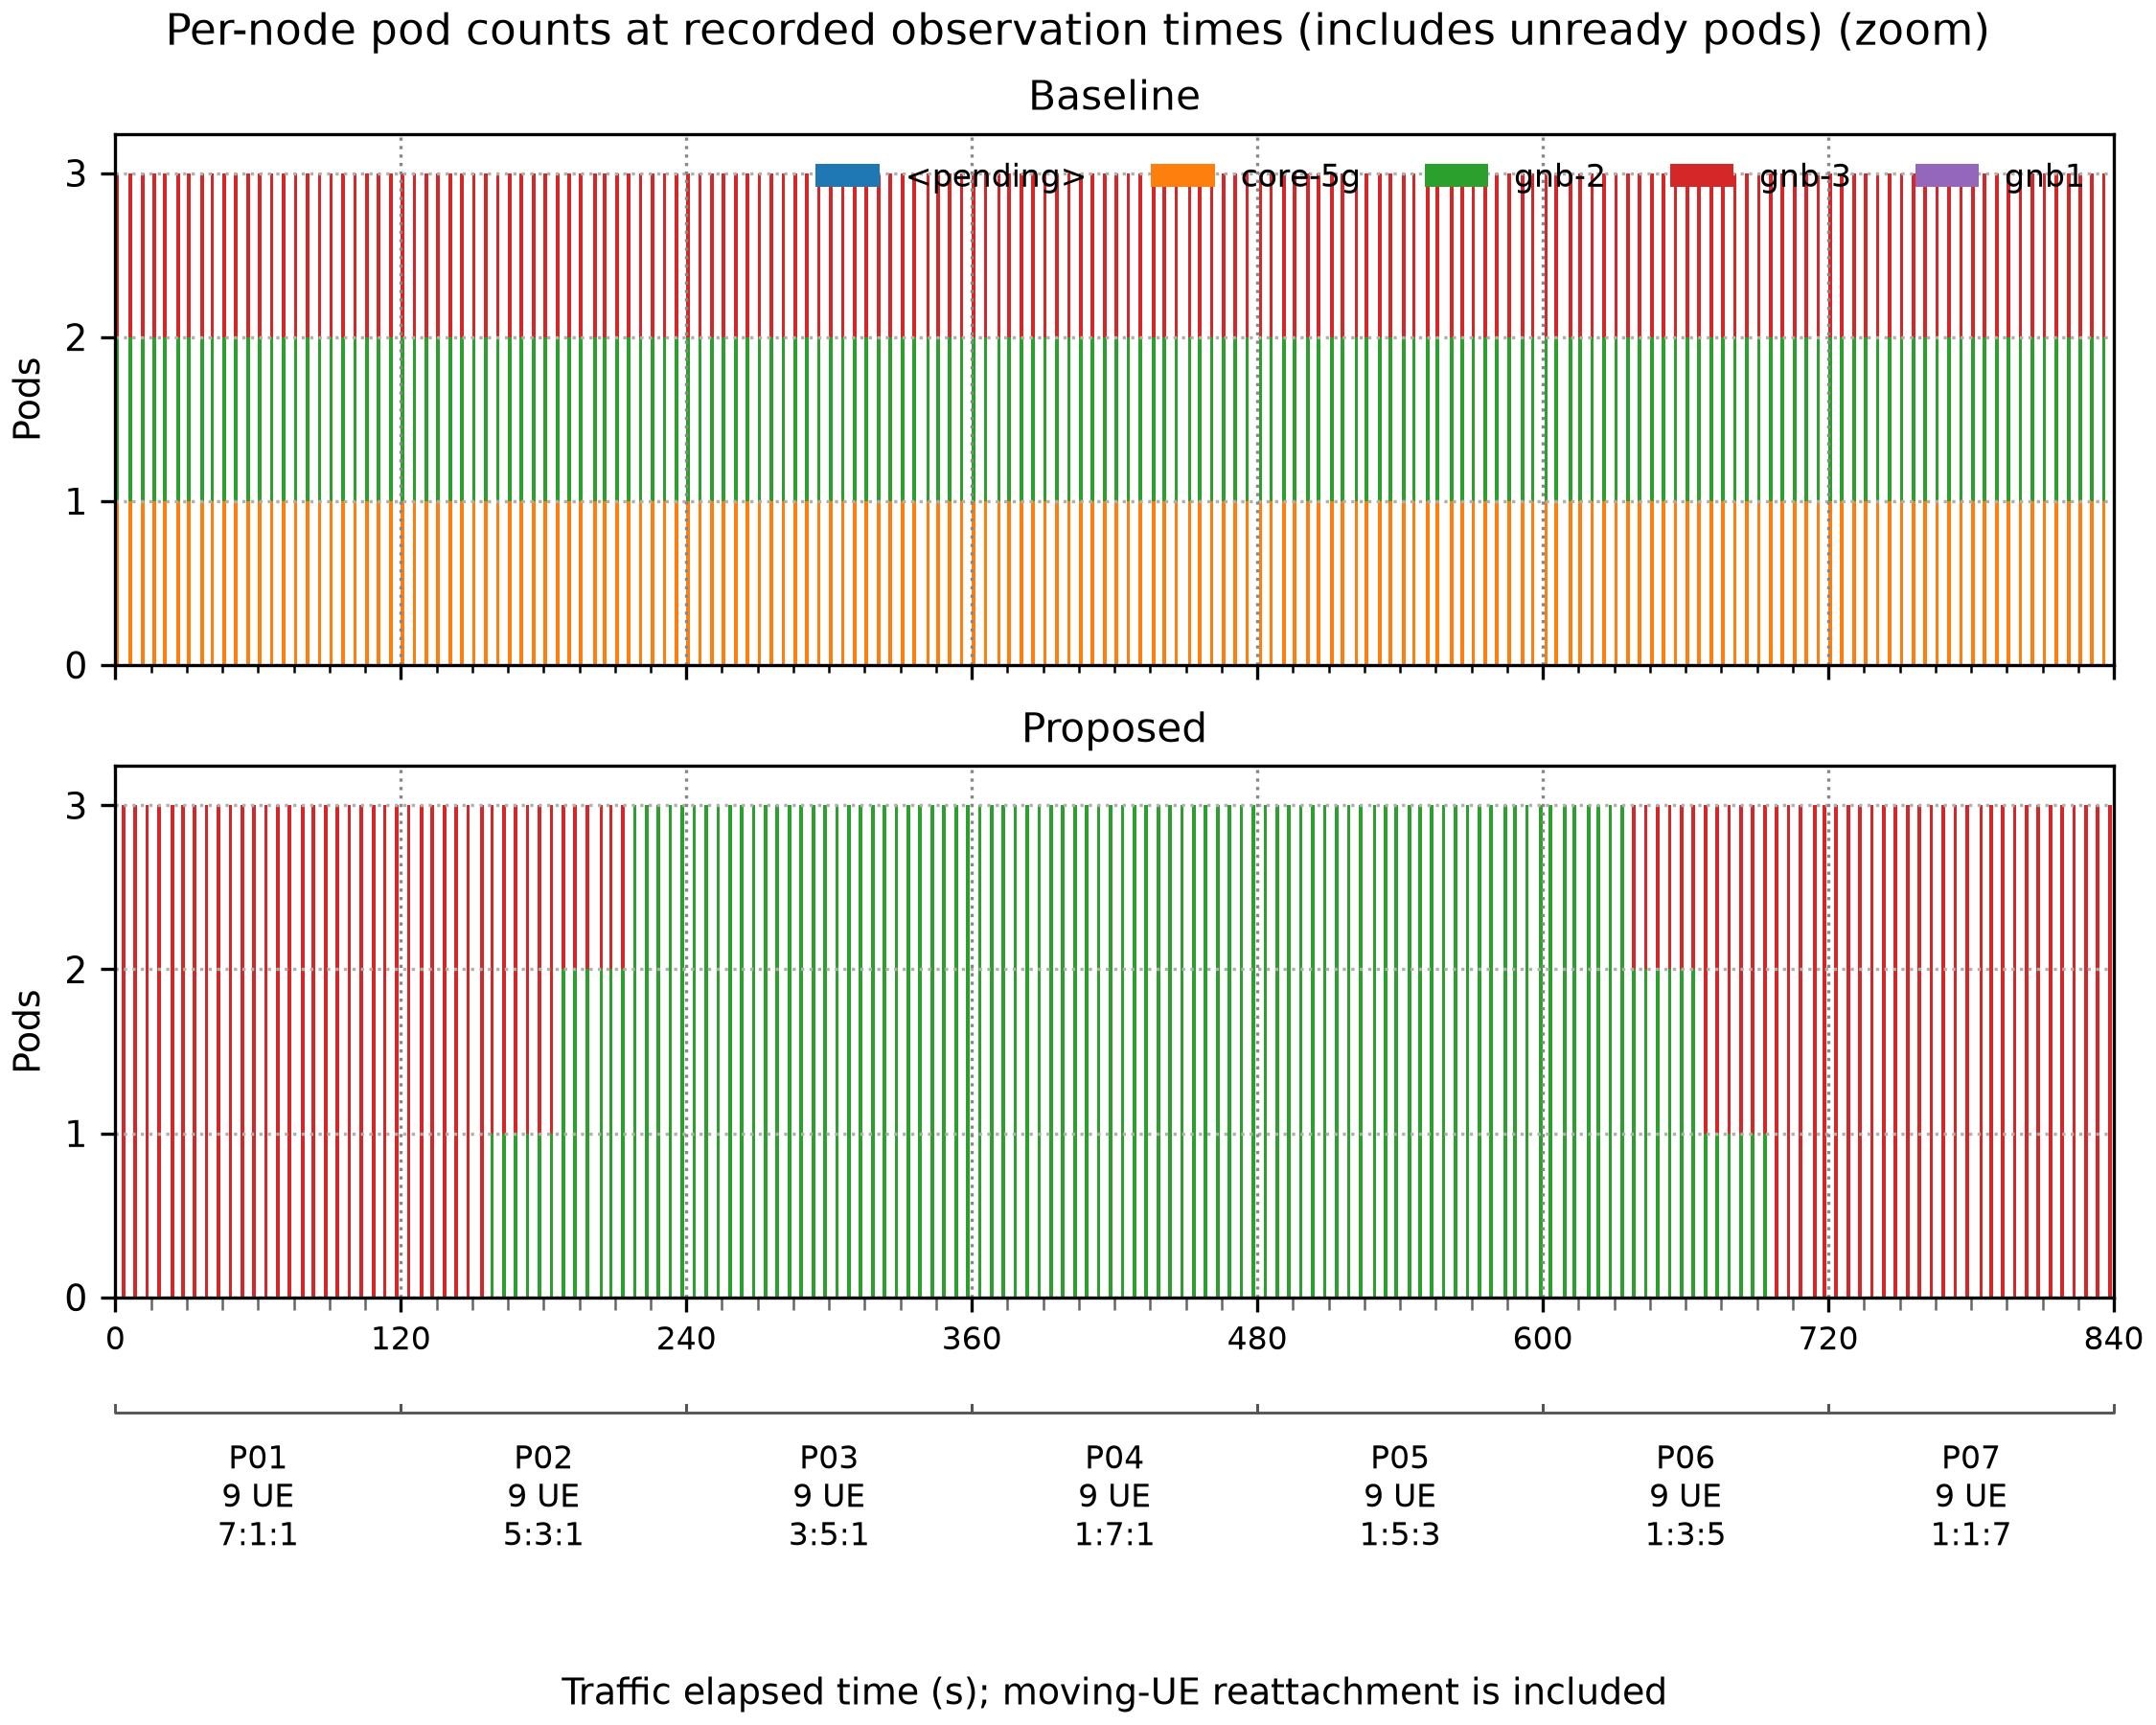 Per-node pod counts at recorded observation times (includes unready pods) (zoom)
Baseline
<pending> core-5g gnb-2 gnb-3 gnb1
3
2
1
0
Pods
Proposed
3
2
1
0
Pods
0 120 240 360 480 600 720 840
P01 P02 P03 P04 P05 P06 P07
9 UE 9 UE 9 UE 9 UE 9 UE 9 UE 9 UE
7:1:1 5:3:1 3:5:1 1:7:1 1:5:3 1:3:5 1:1:7
Traffic elapsed time (s); moving-UE reattachment is included